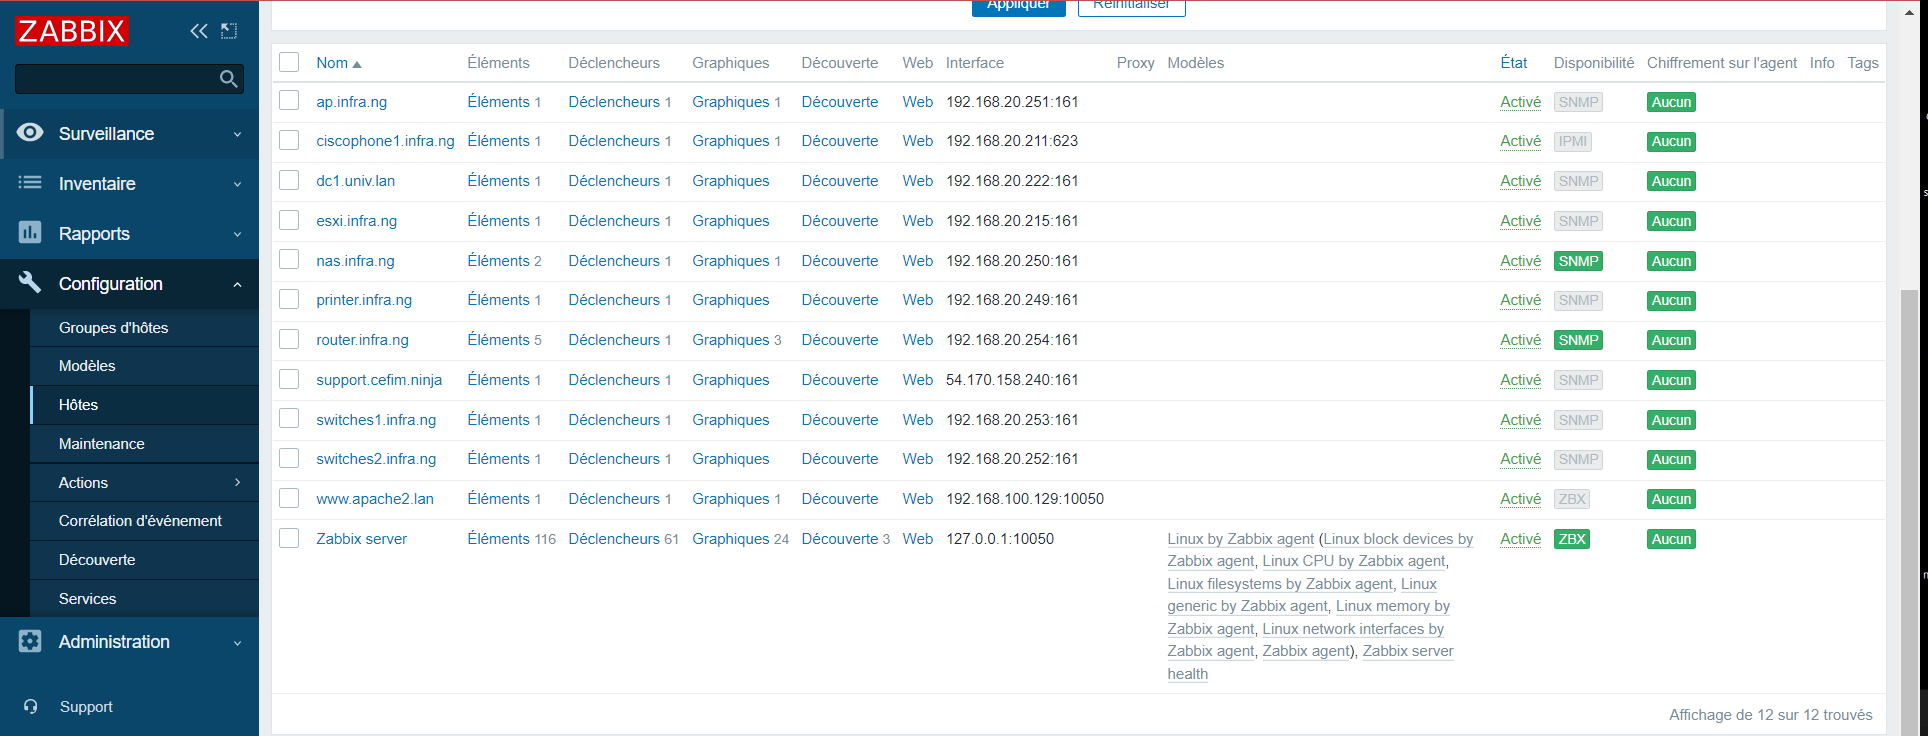 Appliquer Réinitialiser
ZABBIX
Surveillance
Inventaire
Rapports
Configuration
Groupes d'hôtes
Modèles
Hôtes
Maintenance
Actions
Corrélation d'événement
Découverte
Services
Administration
Support
Nom Éléments Déclencheurs Graphiques Découverte Web Interface Proxy Modèles État Disponibilité Chiffrement sur l'agent Info Tags
ap.infra.ng Éléments 1 Déclencheurs 1 Graphiques 1 Découverte Web 192.168.20.251:161 Activé SNMP Aucun
ciscophone1.infra.ng Éléments 1 Déclencheurs 1 Graphiques 1 Découverte Web 192.168.20.211:623 Activé IPMI Aucun
dc1.univ.lan Éléments 1 Déclencheurs 1 Graphiques Découverte Web 192.168.20.222:161 Activé SNMP Aucun
esxi.infra.ng Éléments 1 Déclencheurs 1 Graphiques Découverte Web 192.168.20.215:161 Activé SNMP Aucun
nas.infra.ng Éléments 2 Déclencheurs 1 Graphiques 1 Découverte Web 192.168.20.250:161 Activé SNMP Aucun
printer.infra.ng Éléments 1 Déclencheurs 1 Graphiques Découverte Web 192.168.20.249:161 Activé SNMP Aucun
router.infra.ng Éléments 5 Déclencheurs 1 Graphiques 3 Découverte Web 192.168.20.254:161 Activé SNMP Aucun
support.cefim.ninja Éléments 1 Déclencheurs 1 Graphiques Découverte Web 54.170.158.240:161 Activé SNMP Aucun
switches1.infra.ng Éléments 1 Déclencheurs 1 Graphiques Découverte Web 192.168.20.253:161 Activé SNMP Aucun
switches2.infra.ng Éléments 1 Déclencheurs 1 Graphiques Découverte Web 192.168.20.252:161 Activé SNMP Aucun
www.apache2.lan Éléments 1 Déclencheurs 1 Graphiques 1 Découverte Web 192.168.100.129:10050 Activé ZBX Aucun
Zabbix server Éléments 116 Déclencheurs 61 Graphiques 24 Découverte 3 Web 127.0.0.1:10050 Linux by Zabbix agent (Linux block devices by Activé ZBX Aucun
Zabbix agent, Linux CPU by Zabbix agent,
Linux filesystems by Zabbix agent, Linux
generic by Zabbix agent, Linux memory by
Zabbix agent, Linux network interfaces by
Zabbix agent, Zabbix agent), Zabbix server
health
Affichage de 12 sur 12 trouvés